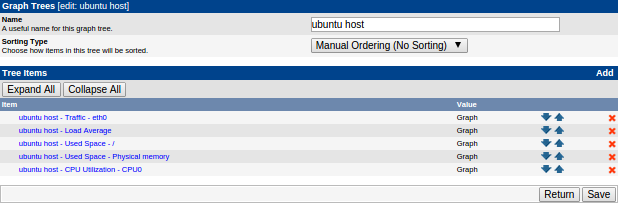 Graph Trees [edit: ubuntu host]
Name
A useful name for this graph tree.
ubuntu host
Sorting Type
Choose how items in this tree will be sorted.
Manual Ordering (No Sorting)
Tree Items Add
Expand All Collapse All
Item Value
ubuntu host - Traffic - eth0 Graph
ubuntu host - Load Average Graph
ubuntu host - Used Space - / Graph
ubuntu host - Used Space - Physical memory Graph
ubuntu host - CPU Utilization - CPU0 Graph
Return Save